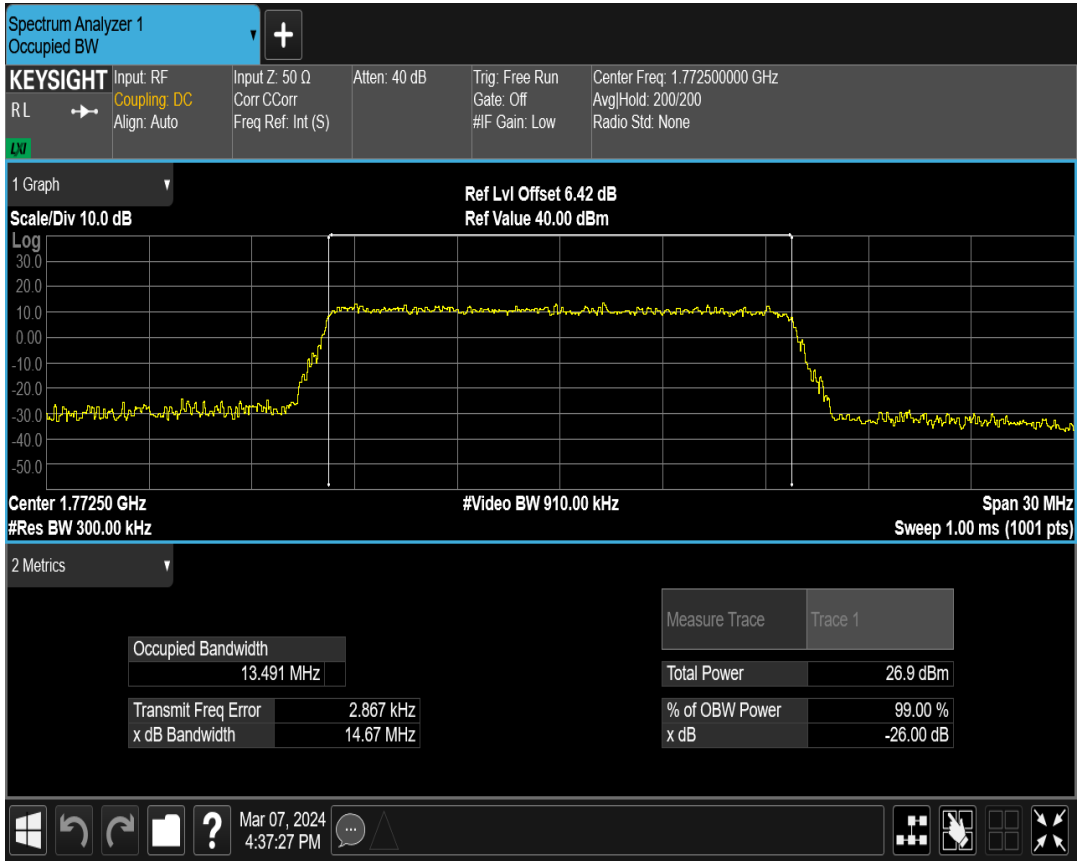 Spectrum Analyzer 1
Occupied BW
+
KEYSIGHT
R L
LXI
Input: RF
Coupling: DC
Align: Auto
Input Z: 50 Ω
Corr CCorr
Freq Ref: Int (S)
Atten: 40 dB
Trig: Free Run
Gate: Off
#IF Gain: Low
Center Freq: 1.772500000 GHz
Avg|Hold: 200/200
Radio Std: None
1 Graph
Scale/Div 10.0 dB
Ref Lvl Offset 6.42 dB
Ref Value 40.00 dBm
Log
30.0
20.0
10.0
0.00
-10.0
-20.0
-30.0
-40.0
-50.0
Center 1.77250 GHz
#Video BW 910.00 kHz
Span 30 MHz
#Res BW 300.00 kHz
Sweep 1.00 ms (1001 pts)
2 Metrics
Measure Trace Trace 1
Occupied Bandwidth
13.491 MHz
Total Power 26.9 dBm
Transmit Freq Error 2.867 kHz
% of OBW Power 99.00 %
x dB Bandwidth 14.67 MHz
x dB -26.00 dB
?
Mar 07, 2024
4:37:27 PM